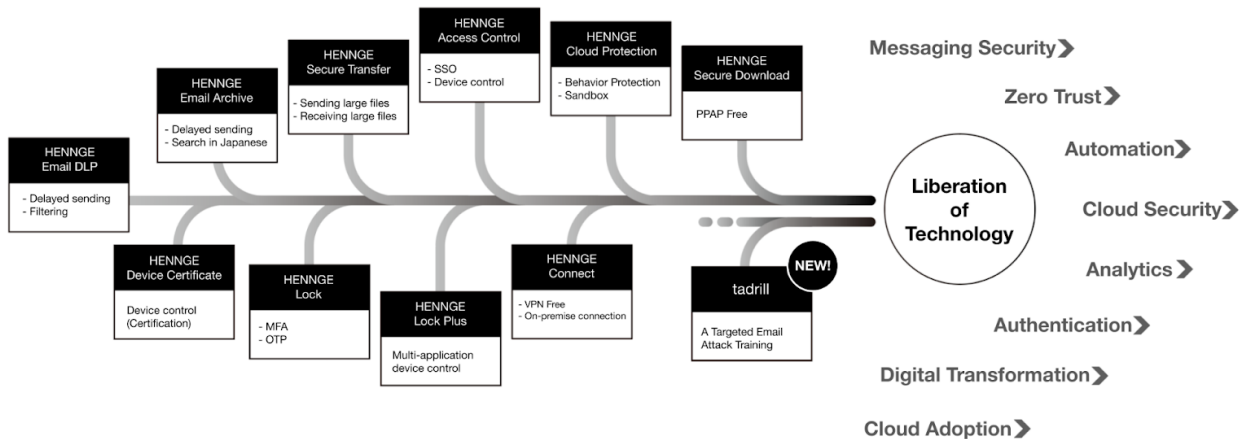 HENNGE
Email DLP
- Delayed sending
- Filtering
HENNGE
Email Archive
- Delayed sending
- Search in Japanese
HENNGE
Secure Transfer
- Sending large files
- Receiving large files
HENNGE
Access Control
- SSO
- Device control
HENNGE
Cloud Protection
- Behavior Protection
- Sandbox
HENNGE
Secure Download
PPAP Free
HENNGE
Device Certificate
Device control
(Certification)
HENNGE
Lock
- MFA
- OTP
HENNGE
Lock Plus
Multi-application
device control
HENNGE
Connect
- VPN Free
- On-premise connection
NEW!
tadrill
A Targeted Email
Attack Training
Liberation
of
Technology
Messaging Security
Zero Trust
Automation
Cloud Security
Analytics
Authentication
Digital Transformation
Cloud Adoption